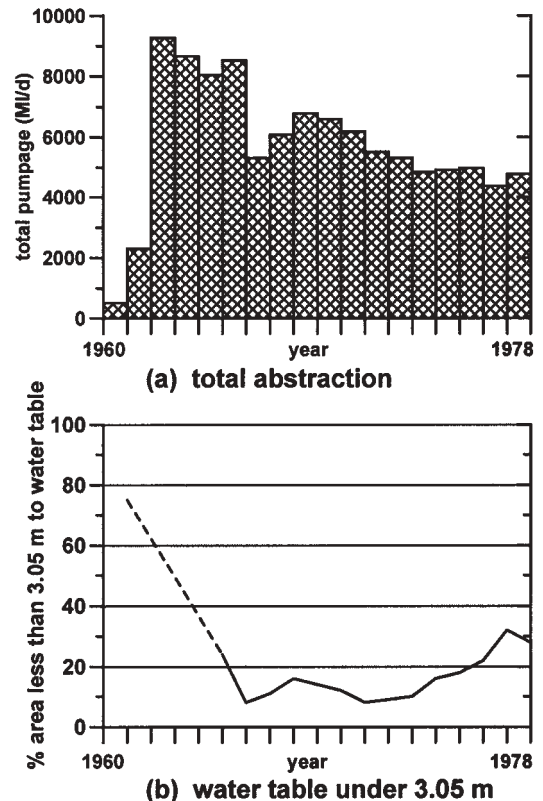 total pumpage (Ml/d)
10000
8000
6000
4000
2000
0
1960 year 1978
(a) total abstraction
% area less than 3.05 m to water table
100
80
60
40
20
0
1960 year 1978
(b) water table under 3.05 m